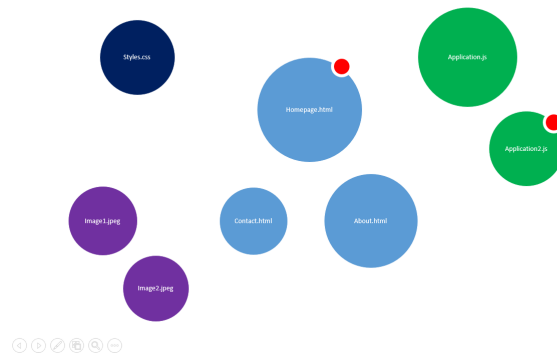 Styles.css
Application.js
Homepage.html
Application2.js
Image1.jpeg
Contact.html
About.html
Image2.jpeg